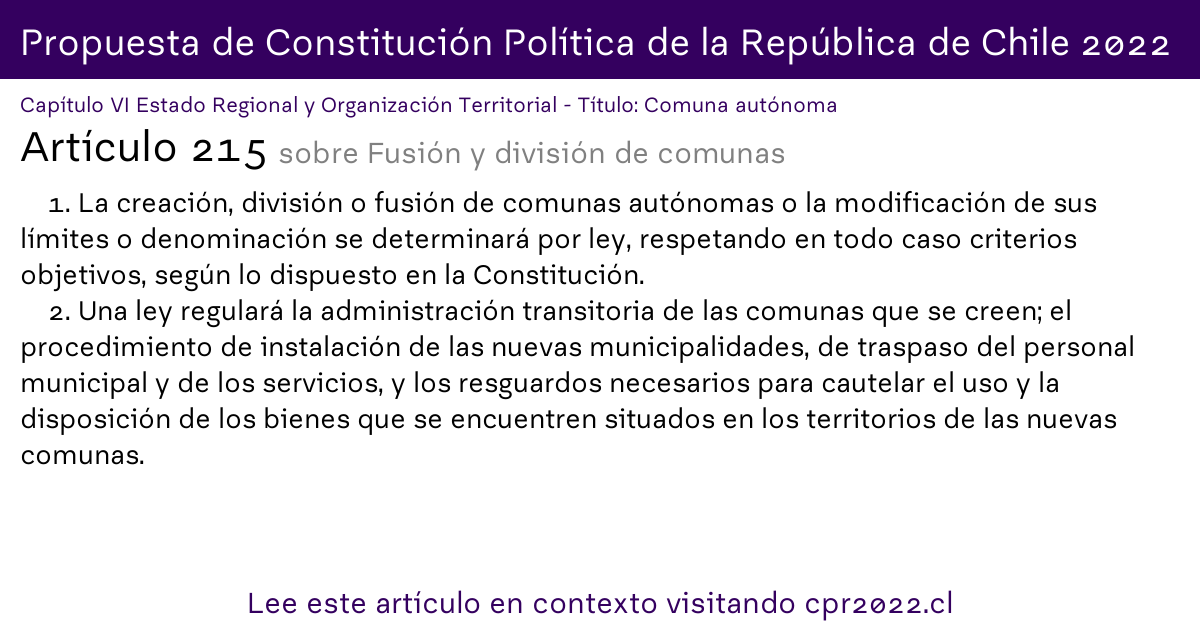 Propuesta de Constitución Política de la República de Chile 2022
Capítulo VI Estado Regional y Organización Territorial - Título: Comuna autónoma
Artículo 215 sobre Fusión y división de comunas
1. La creación, división o fusión de comunas autónomas o la modificación de sus
límites o denominación se determinará por ley, respetando en todo caso criterios
objetivos, según lo dispuesto en la Constitución.
2. Una ley regulará la administración transitoria de las comunas que se creen; el
procedimiento de instalación de las nuevas municipalidades, de traspaso del personal
municipal y de los servicios, y los resguardos necesarios para cautelar el uso y la
disposición de los bienes que se encuentren situados en los territorios de las nuevas
comunas.
Lee este artículo en contexto visitando cpr2022.cl